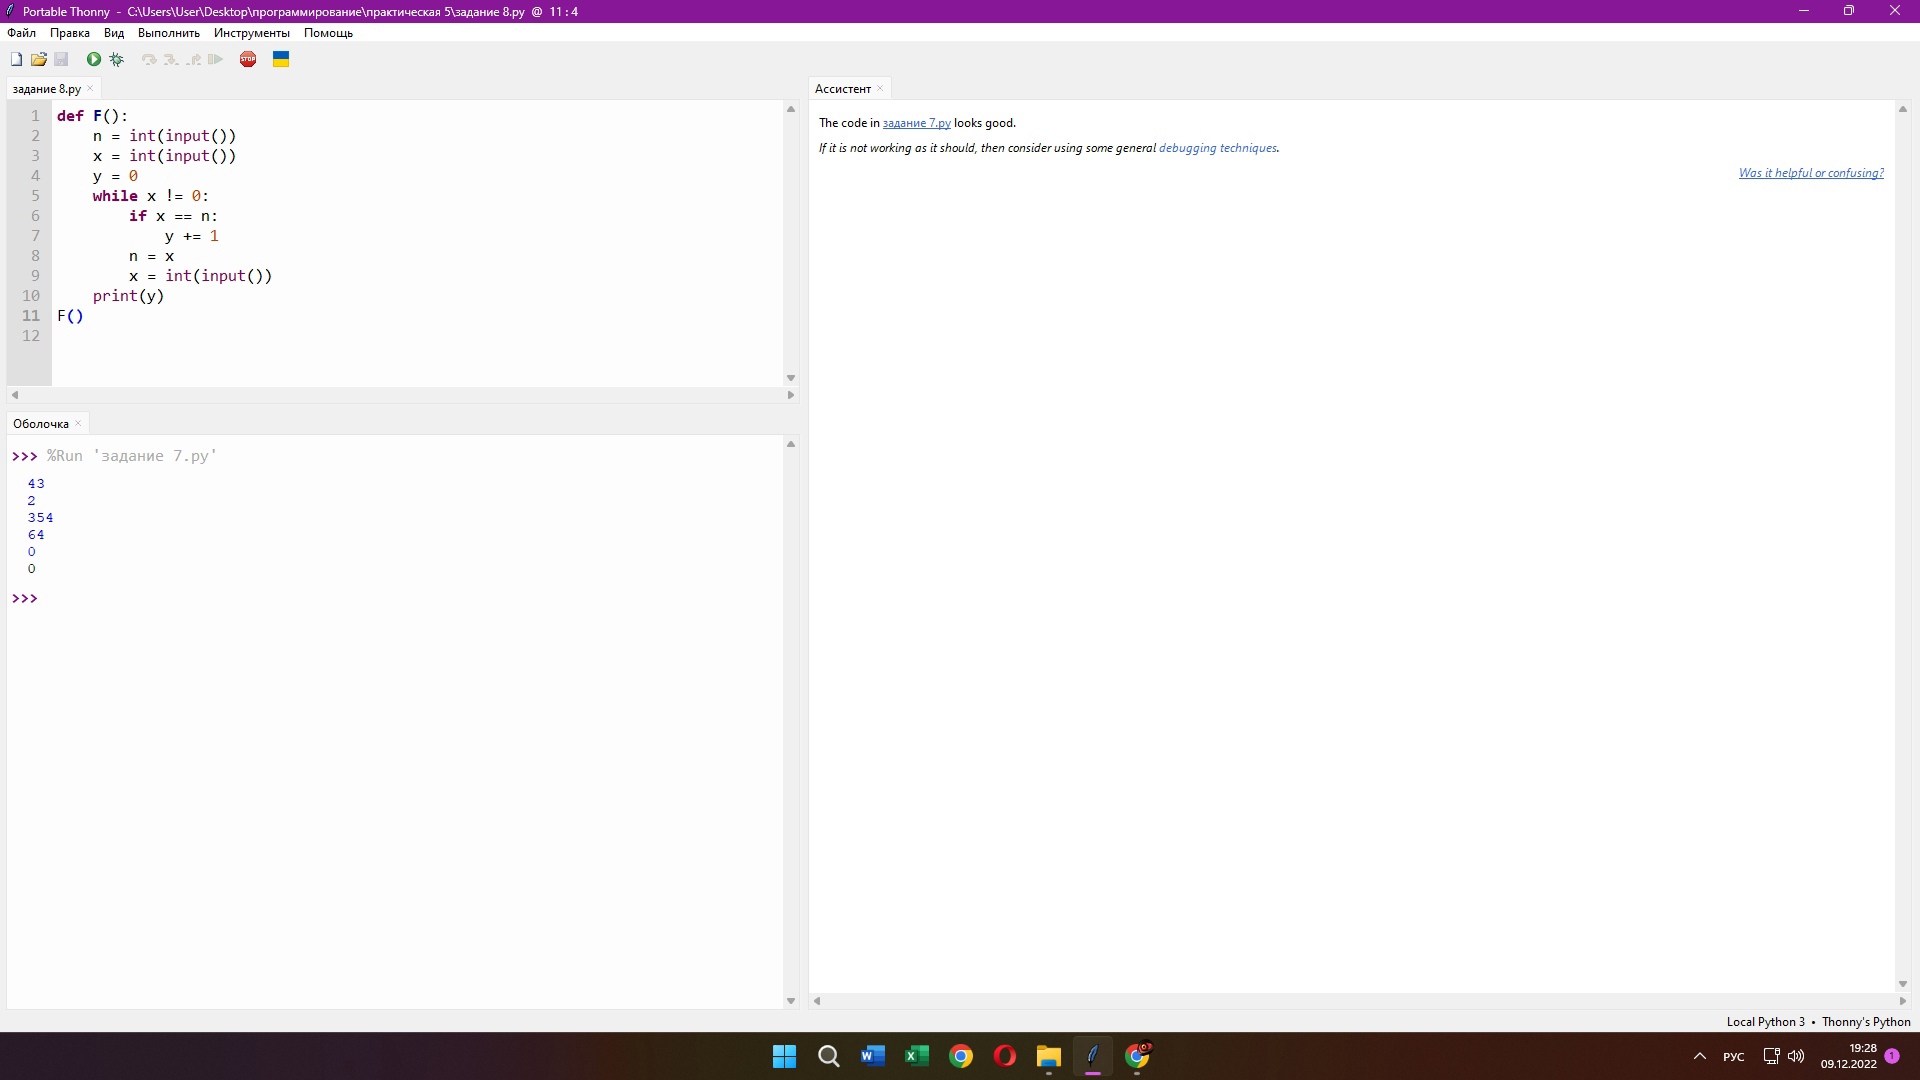 Portable Thonny - C:\Users\User\Desktop\программирование\практическая 5\задание 8.py @ 11 : 4
Файл Правка Вид Выполнить Инструменты Помощь
STOP
задание 8.py ×
1 def F():
2     n = int(input())
3     x = int(input())
4     y = 0
5     while x != 0:
6         if x == n:
7             y += 1
8         n = x
9         x = int(input())
10     print(y)
11 F()
12
Оболочка ×
>>> %Run 'задание 7.py'
43
2
354
64
0
0
>>>
Ассистент ×
The code in задание 7.py looks good.
If it is not working as it should, then consider using some general debugging techniques.
Was it helpful or confusing?
Local Python 3 • Thonny's Python
РУС
19:28
09.12.2022
1